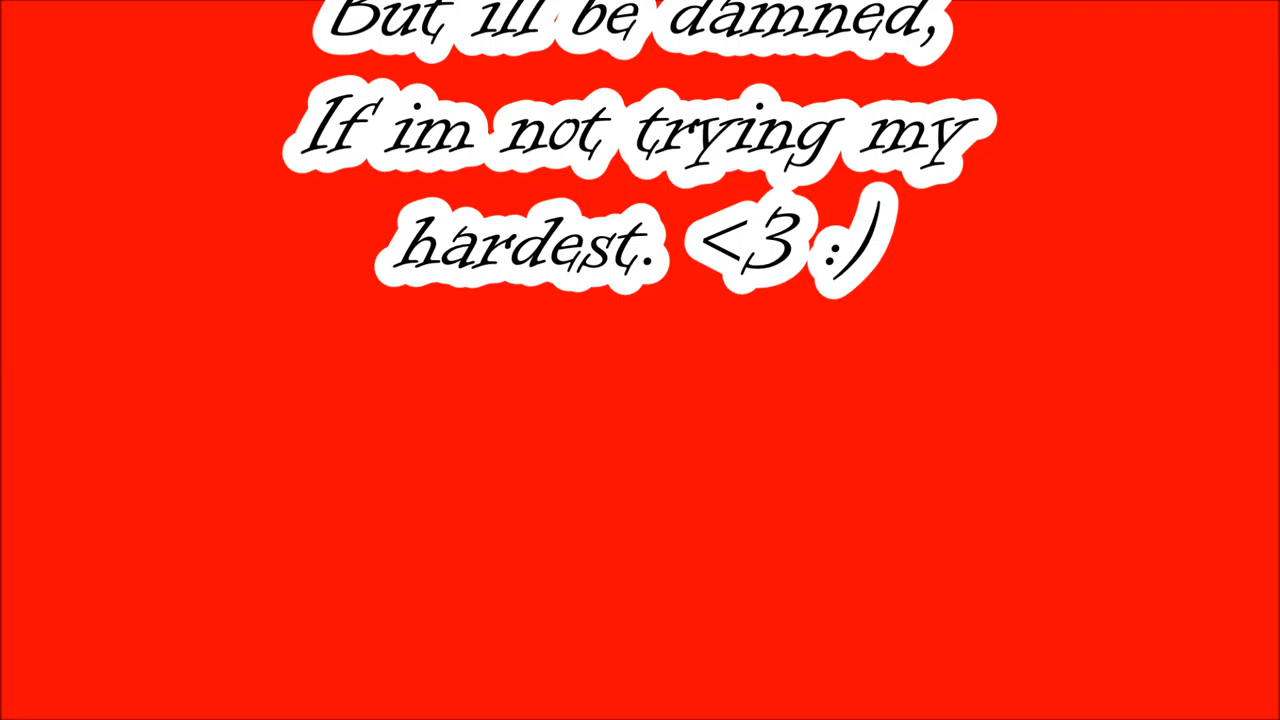 But ill be damned,
If im not trying my
hardest. <3 :)